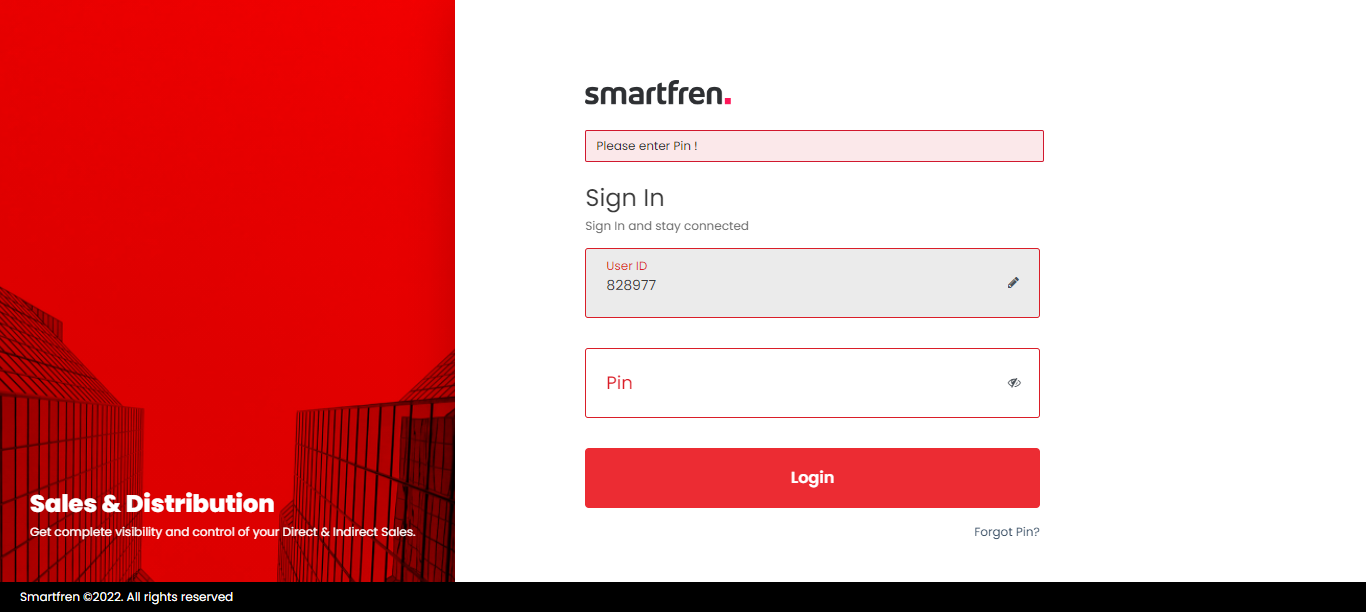 smartfren.
Please enter Pin !
Sign In
Sign In and stay connected
User ID
828977
Pin
Login
Forgot Pin?
Sales & Distribution
Get complete visibility and control of your Direct & Indirect Sales.
Smartfren ©2022. All rights reserved